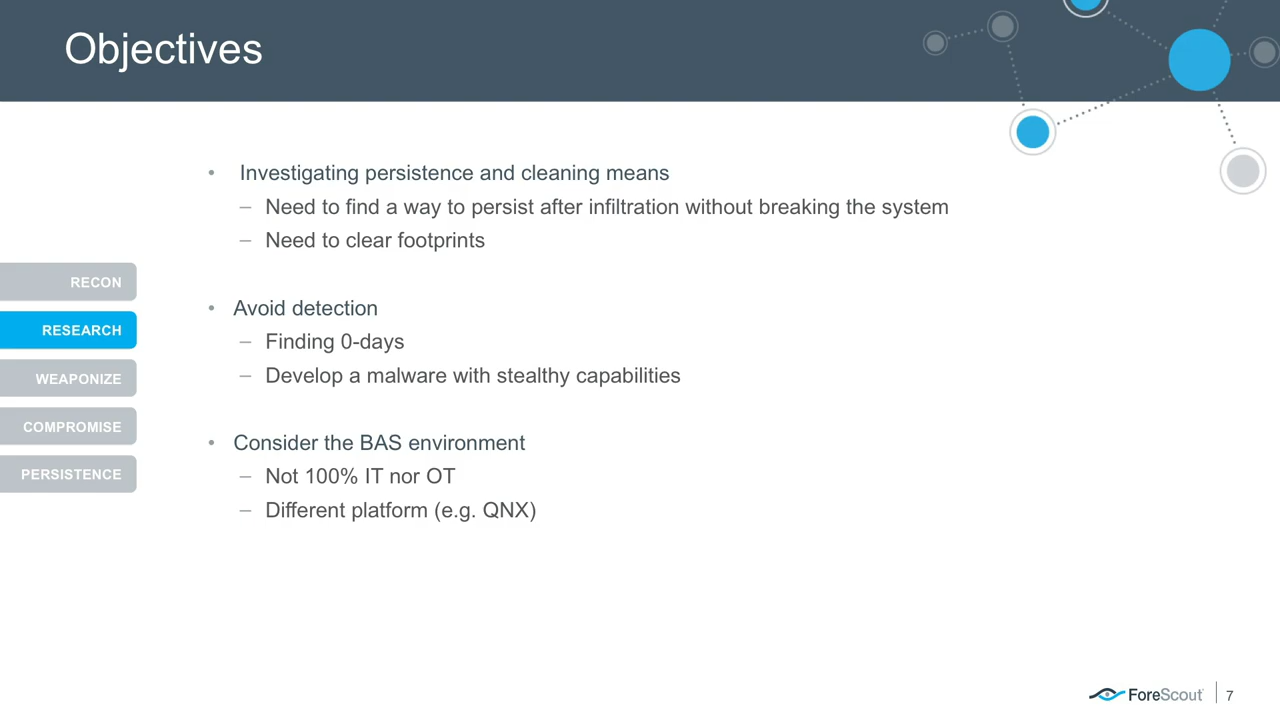 Objectives
• Investigating persistence and cleaning means
– Need to find a way to persist after infiltration without breaking the system
– Need to clear footprints
RECON
RESEARCH
WEAPONIZE
COMPROMISE
PERSISTENCE
• Avoid detection
– Finding 0-days
– Develop a malware with stealthy capabilities
• Consider the BAS environment
– Not 100% IT nor OT
– Different platform (e.g. QNX)
ForeScout 7